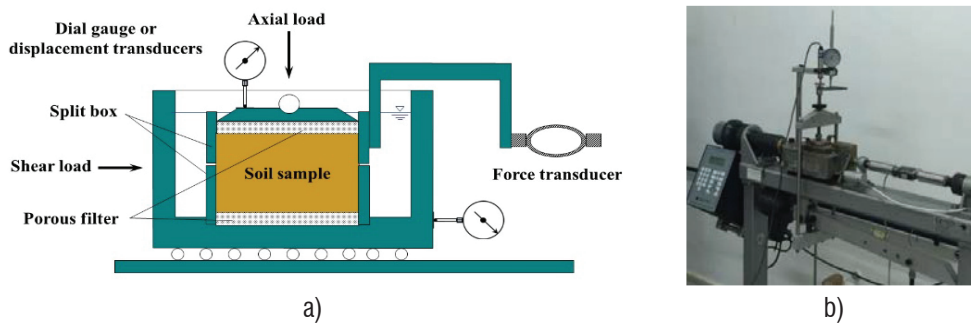 Dial gauge or
displacement transducers
Axial load
Split box
Shear load
Soil sample
Force transducer
Porous filter
a)
b)